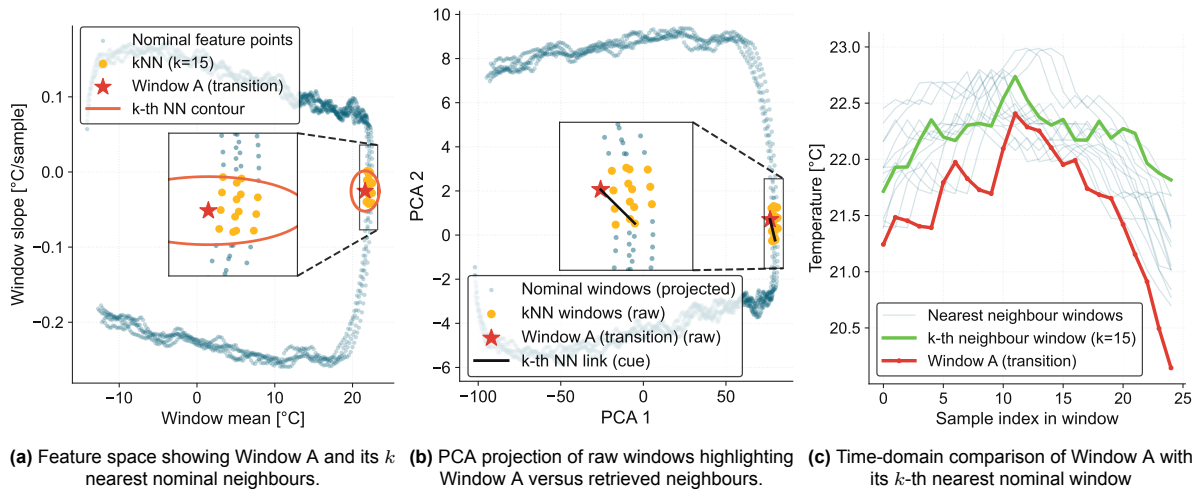 Nominal feature points
kNN (k=15)
Window A (transition)
k-th NN contour
0.1
0.0
−0.1
−0.2
Window slope [°C/sample]
−10
0
10
20
Window mean [°C]
(a) Feature space showing Window A and its k
nearest nominal neighbours.
10
8
6
4
2
0
−2
−4
−6
PCA 2
Nominal windows (projected)
kNN windows (raw)
Window A (transition) (raw)
k-th NN link (cue)
−100
−50
0
50
PCA 1
(b) PCA projection of raw windows highlighting
Window A versus retrieved neighbours.
23.0
22.5
22.0
21.5
21.0
20.5
Temperature [°C]
Nearest neighbour windows
k-th neighbour window (k=15)
Window A (transition)
0
5
10
15
20
25
Sample index in window
(c) Time-domain comparison of Window A with
its k-th nearest nominal window